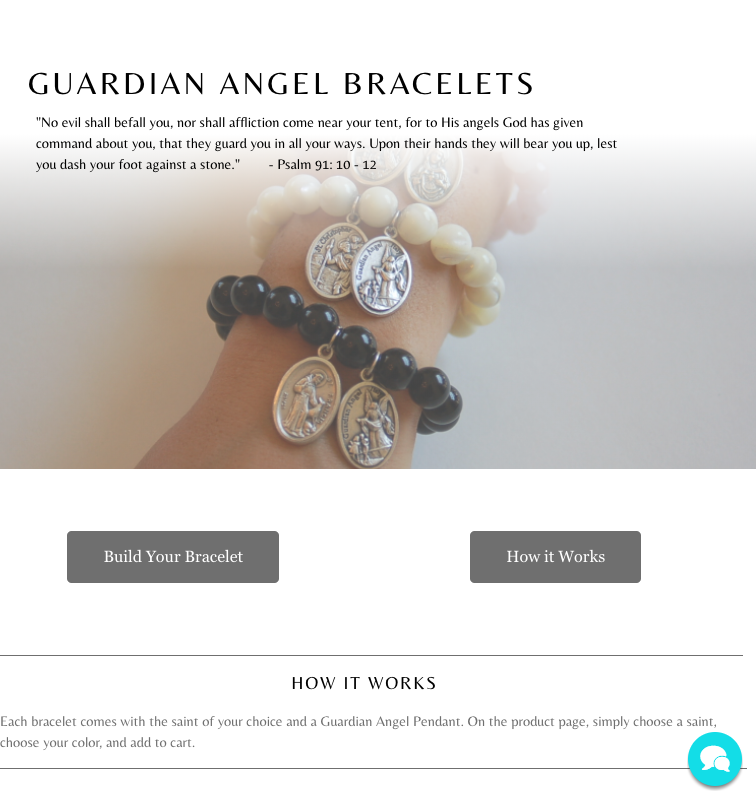 GUARDIAN ANGEL BRACELETS
"No evil shall befall you, nor shall affliction come near your tent, for to His angels God has given
command about you, that they guard you in all your ways. Upon their hands they will bear you up, lest
you dash your foot against a stone." - Psalm 91: 10 - 12
Guardian Angel
Guardian Angel
Build Your Bracelet
How it Works
HOW IT WORKS
Each bracelet comes with the saint of your choice and a Guardian Angel Pendant. On the product page, simply choose a saint,
choose your color, and add to cart.